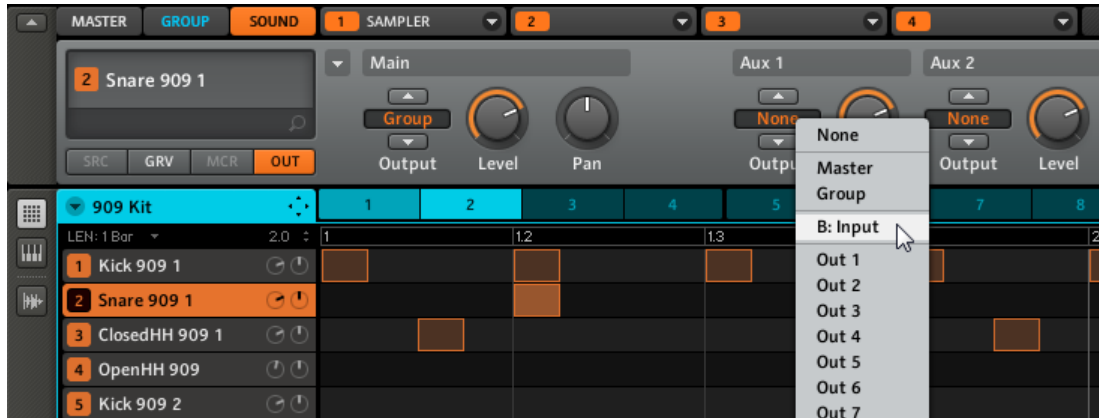 MASTER GROUP SOUND 1 SAMPLER 2 3 4
Main Aux 1 Aux 2
2 Snare 909 1
Group None None
Output Level Pan Outpu Output Level
SRC GRV MCR OUT
None
Master
Group
B: Input
Out 1
Out 2
Out 3
Out 4
Out 5
Out 6
Out 7
909 Kit 1 2 3 4 5 7 8
LEN: 1 Bar 2.0 1 1.2 1.3 2
1 Kick 909 1
2 Snare 909 1
3 ClosedHH 909 1
4 OpenHH 909
5 Kick 909 2